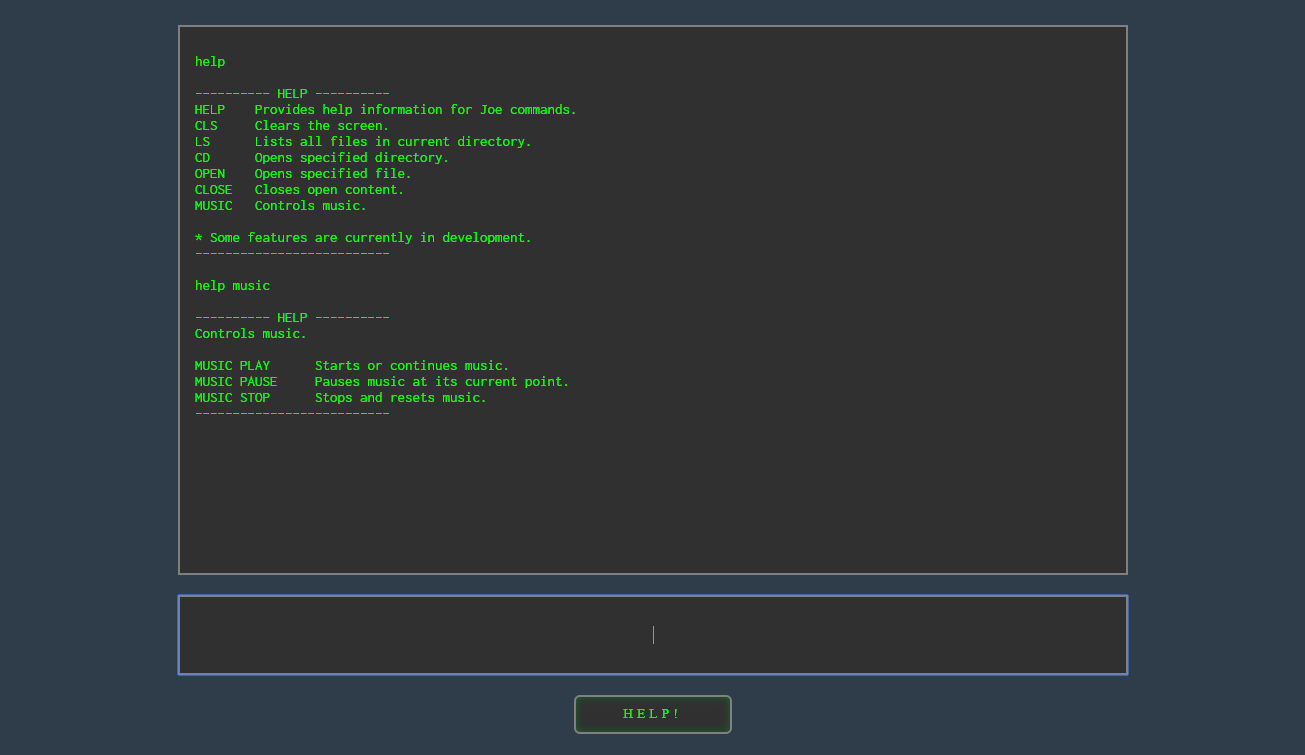 help
---------- HELP ----------
HELP    Provides help information for Joe commands.
CLS     Clears the screen.
LS      Lists all files in current directory.
CD      Opens specified directory.
OPEN    Opens specified file.
CLOSE   Closes open content.
MUSIC   Controls music.
* Some features are currently in development.
--------------------------
help music
---------- HELP ----------
Controls music.
MUSIC PLAY      Starts or continues music.
MUSIC PAUSE     Pauses music at its current point.
MUSIC STOP      Stops and resets music.
--------------------------
HELP!